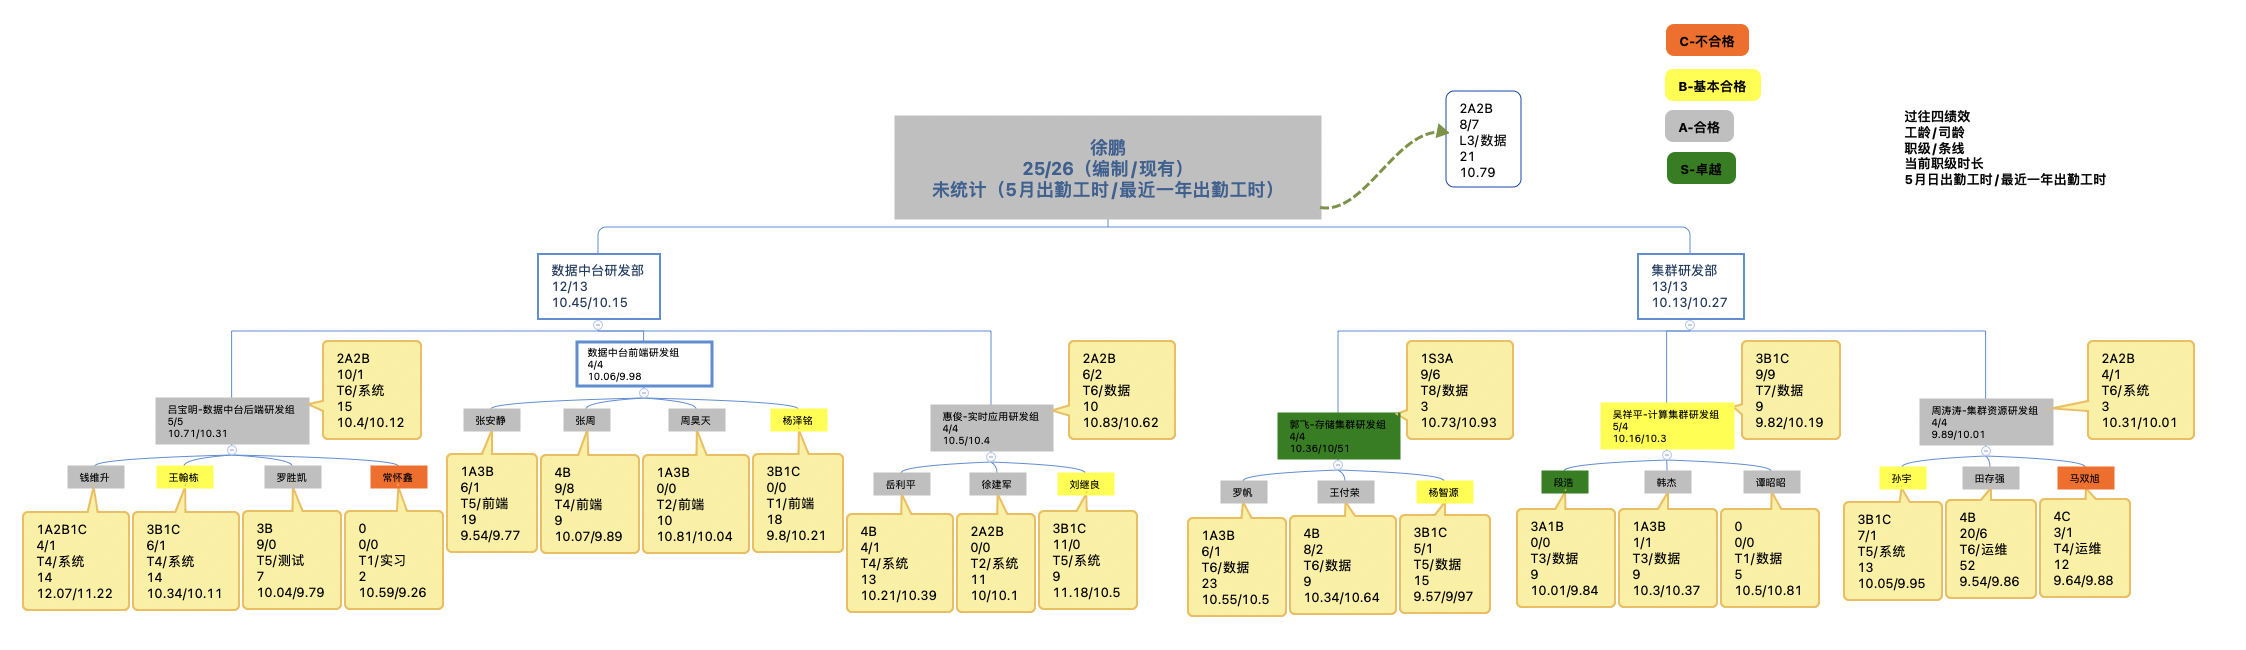 C-不合格
B-基本合格
A-合格
S-卓越
过往四绩效
工龄/司龄
职级/条线
当前职级时长
5月日出勤工时/最近一年出勤工时
徐鹏
25/26（编制/现有）
未统计（5月出勤工时/最近一年出勤工时）
2A2B
8/7
L3/数据
21
10.79
数据中台研发部
12/13
10.45/10.15
集群研发部
13/13
10.13/10.27
吕宝明-数据中台后端研发组
5/5
10.71/10.31
2A2B
10/1
T6/系统
15
10.4/10.12
数据中台前端研发组
4/4
10.06/9.98
惠俊-实时应用研发组
4/4
10.5/10.4
2A2B
6/2
T6/数据
10
10.83/10.62
郭飞-存储集群研发组
4/4
10.36/10/51
1S3A
9/6
T8/数据
3
10.73/10.93
吴祥平-计算集群研发组
5/4
10.16/10.3
3B1C
9/9
T7/数据
9
9.82/10.19
周涛涛-集群资源研发组
4/4
9.89/10.01
2A2B
4/1
T6/系统
3
10.31/10.01
钱维升
1A2B1C
4/1
T4/系统
14
12.07/11.22
王翰栋
3B1C
6/1
T4/系统
14
10.34/10.11
罗胜凯
3B
9/0
T5/测试
7
10.04/9.79
常怀鑫
0
0/0
T1/实习
2
10.59/9.26
张安静
1A3B
6/1
T5/前端
19
9.54/9.77
张周
4B
9/8
T4/前端
9
10.07/9.89
周昊天
1A3B
0/0
T2/前端
10
10.81/10.04
杨泽铭
3B1C
0/0
T1/前端
18
9.8/10.21
岳利平
4B
4/1
T4/系统
13
10.21/10.39
徐建军
2A2B
0/0
T2/系统
11
10/10.1
刘继良
3B1C
11/0
T5/系统
9
11.18/10.5
罗帆
1A3B
6/1
T6/数据
23
10.55/10.5
王付荣
4B
8/2
T6/数据
9
10.34/10.64
杨智源
3B1C
5/1
T5/数据
15
9.57/9/97
段浩
3A1B
0/0
T3/数据
9
10.01/9.84
韩杰
1A3B
1/1
T3/数据
9
10.3/10.37
谭昭昭
0
0/0
T1/数据
5
10.5/10.81
孙宇
3B1C
7/1
T5/系统
13
10.05/9.95
田存强
4B
20/6
T6/运维
52
9.54/9.86
马双旭
4C
3/1
T4/运维
12
9.64/9.88